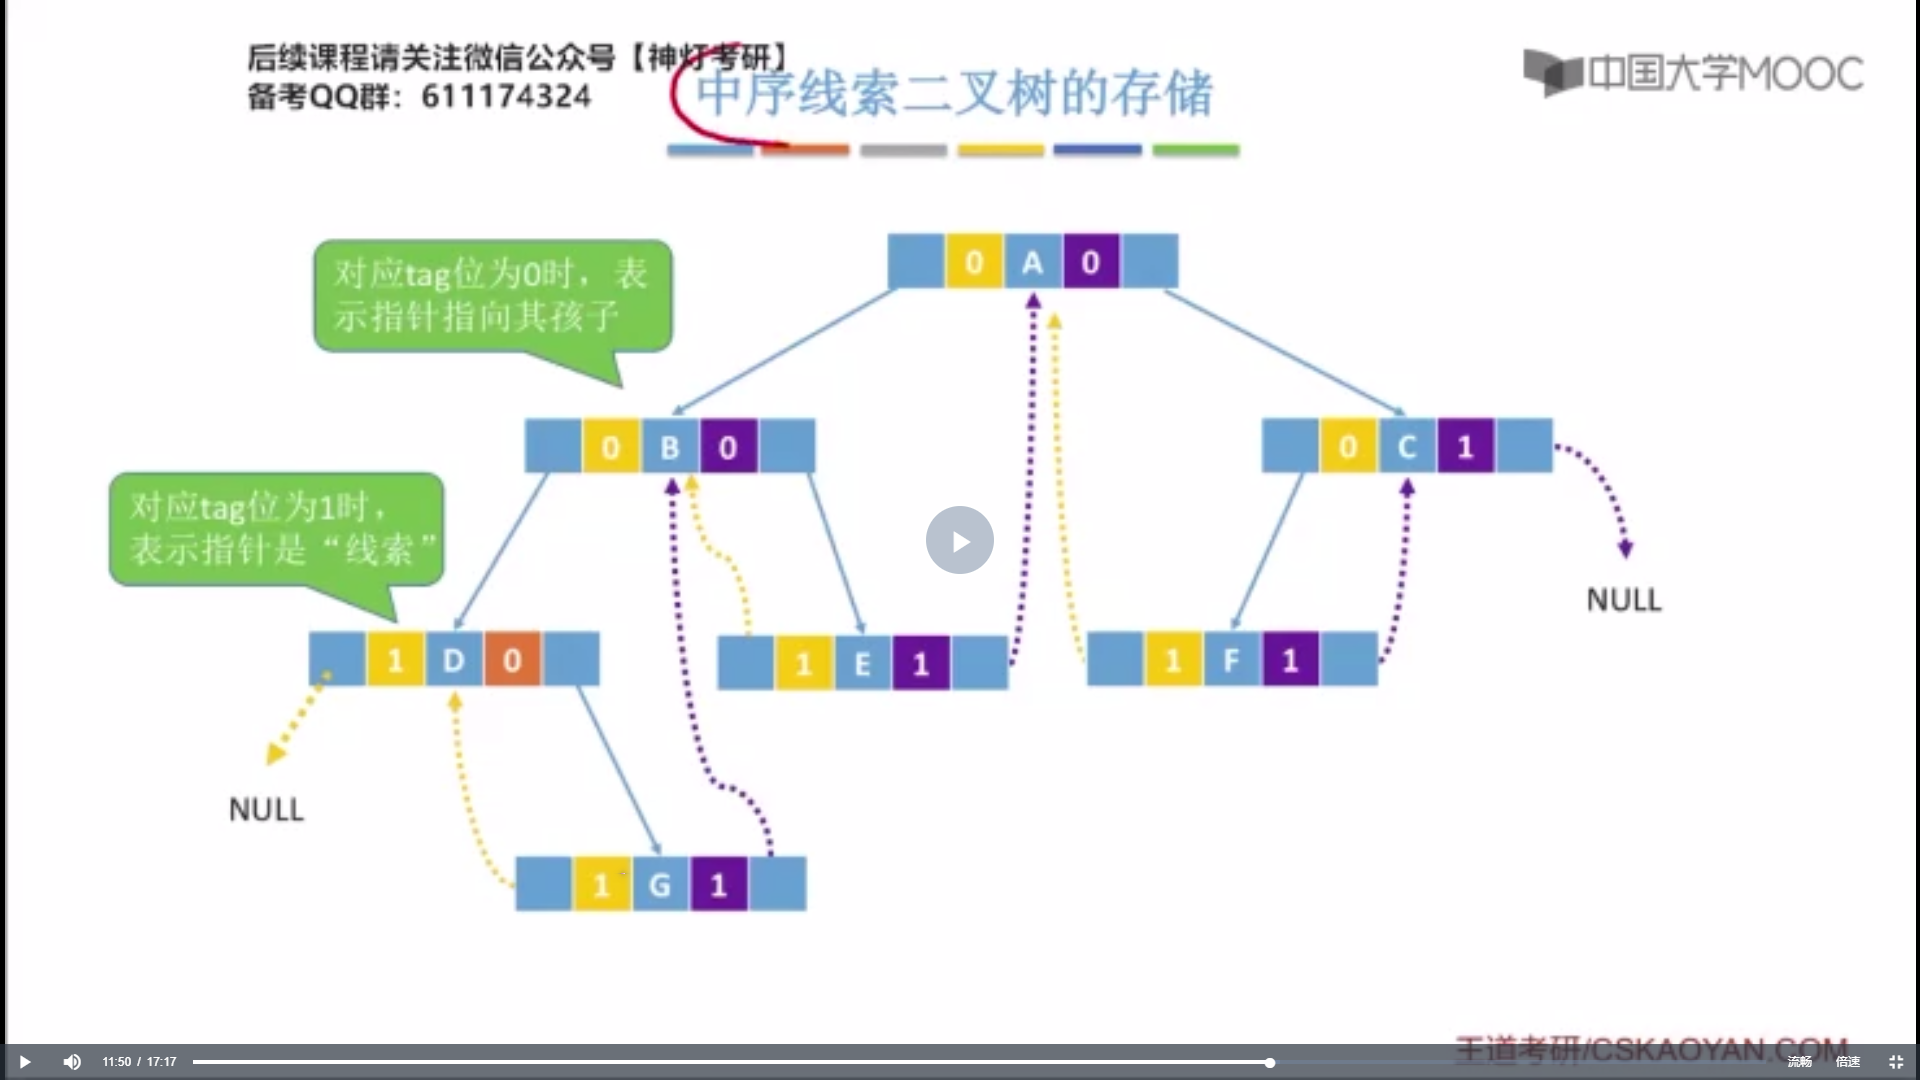 后续课程请关注微信公众号【神灯考研】
备考QQ群：611174324
中序线索二叉树的存储
中国大学MOOC
对应tag位为0时，表
示指针指向其孩子
0 A 0
0 B 0
0 C 1
对应tag位为1时，
表示指针是“线索”
NULL
1 D 0
1 E 1
1 F 1
NULL
1 G 1
王道考研/CSKAOYAN.COM
11:50 / 17:17
流畅 倍速